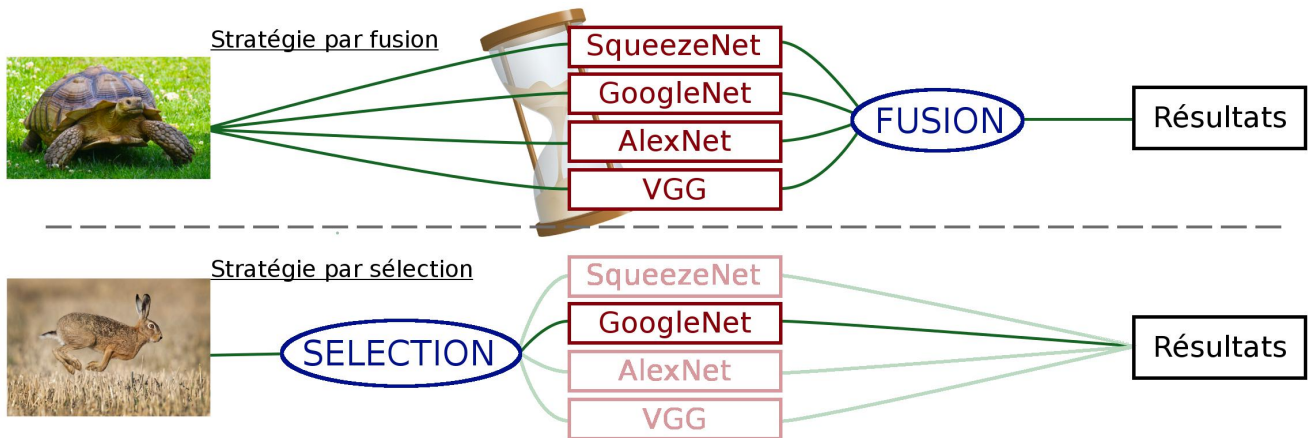 Stratégie par fusion
SqueezeNet
GoogleNet
AlexNet
VGG
FUSION
Résultats
Stratégie par sélection
SELECTION
SqueezeNet
GoogleNet
AlexNet
VGG
Résultats